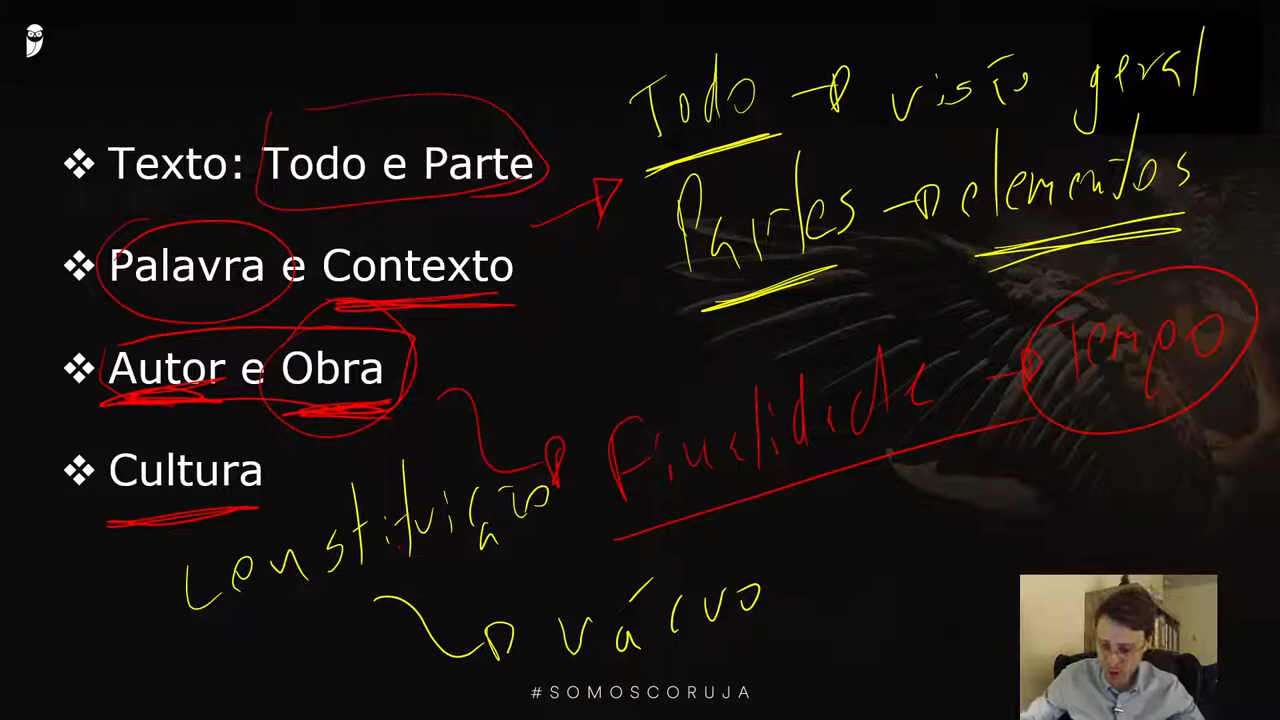 Texto: Todo e Parte
Palavra e Contexto
Autor e Obra
Cultura
Todo → visão geral
Partes → elementos
Finalidade → Tempo
Constituição
vácuo
#SOMOSCORUJA